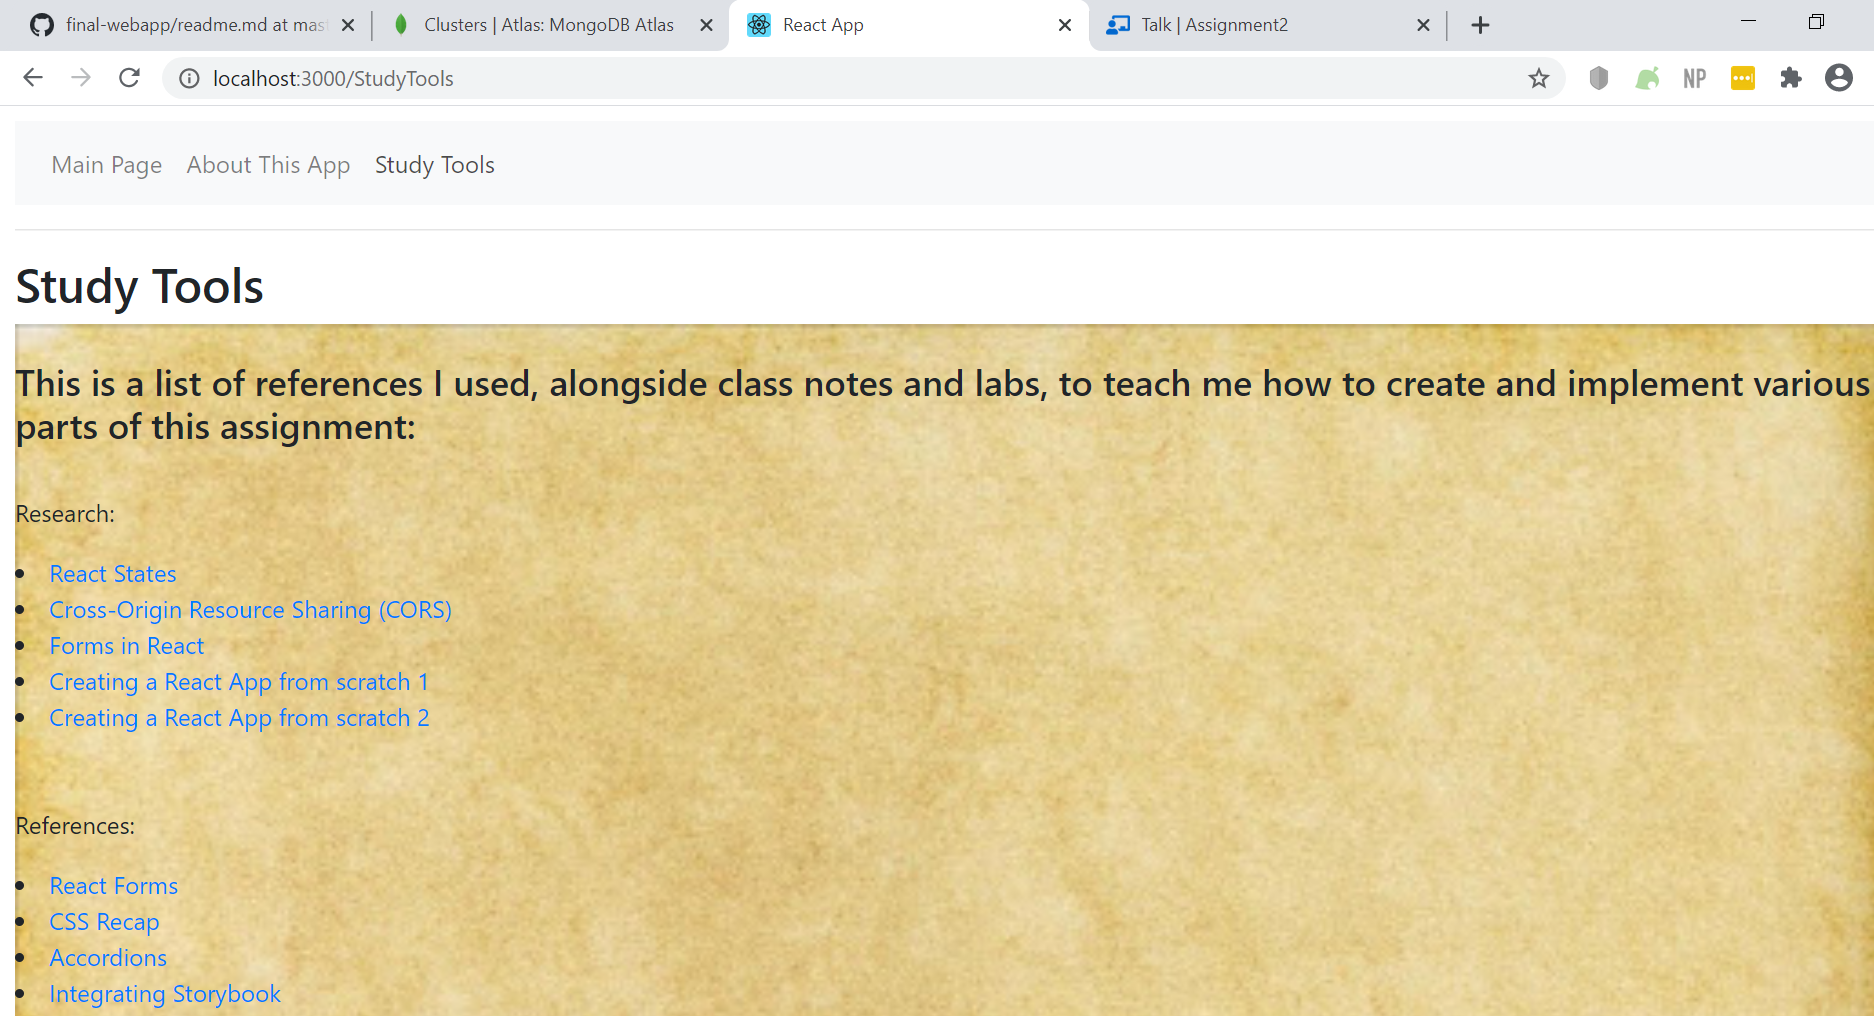 final-webapp/readme.md at mas
Clusters | Atlas: MongoDB Atlas
React App
Talk | Assignment2
localhost:3000/StudyTools
NP
Main Page About This App Study Tools
Study Tools
This is a list of references I used, alongside class notes and labs, to teach me how to create and implement various
parts of this assignment:
Research:
React States
Cross-Origin Resource Sharing (CORS)
Forms in React
Creating a React App from scratch 1
Creating a React App from scratch 2
References:
React Forms
CSS Recap
Accordions
Integrating Storybook